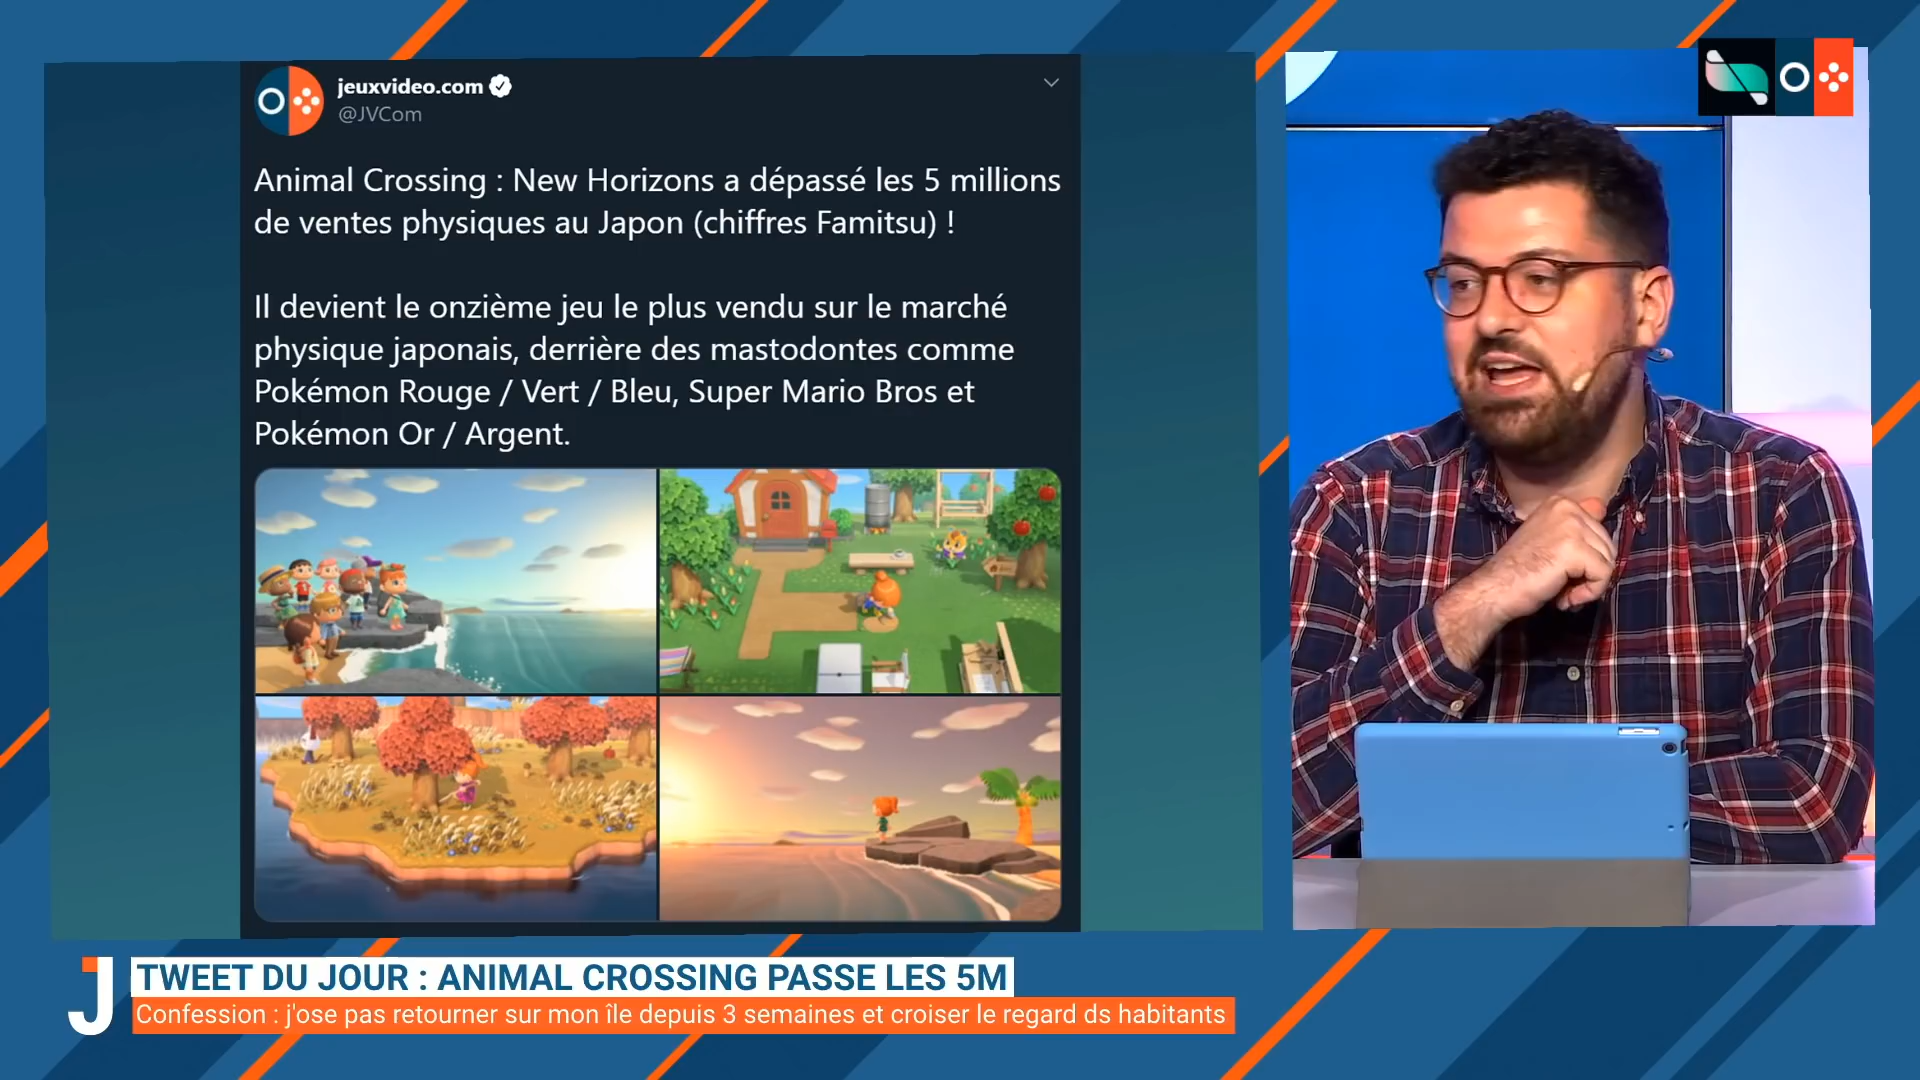 jeuxvideo.com
@JVCom
Animal Crossing : New Horizons a dépassé les 5 millions
de ventes physiques au Japon (chiffres Famitsu) !
Il devient le onzième jeu le plus vendu sur le marché
physique japonais, derrière des mastodontes comme
Pokémon Rouge / Vert / Bleu, Super Mario Bros et
Pokémon Or / Argent.
J
TWEET DU JOUR : ANIMAL CROSSING PASSE LES 5M
Confession : j'ose pas retourner sur mon île depuis 3 semaines et croiser le regard ds habitants